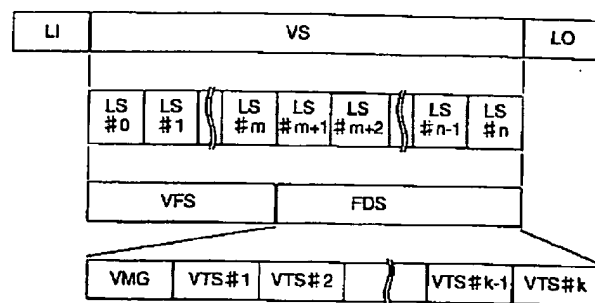 LI VS LO
LS #0 LS #1 LS #m LS #m+1 LS #m+2 LS #n-1 LS #n
VFS FDS
VMG VTS#1 VTS#2 VTS#k-1 VTS#k